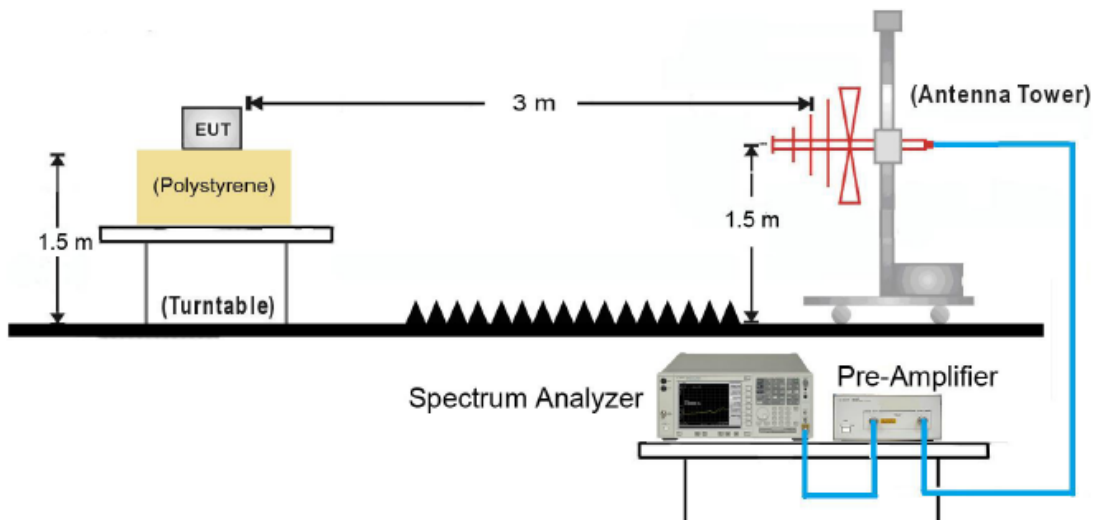 3 m
(Antenna Tower)
EUT
(Polystyrene)
1.5 m
1.5 m
(Turntable)
Spectrum Analyzer
Pre-Amplifier